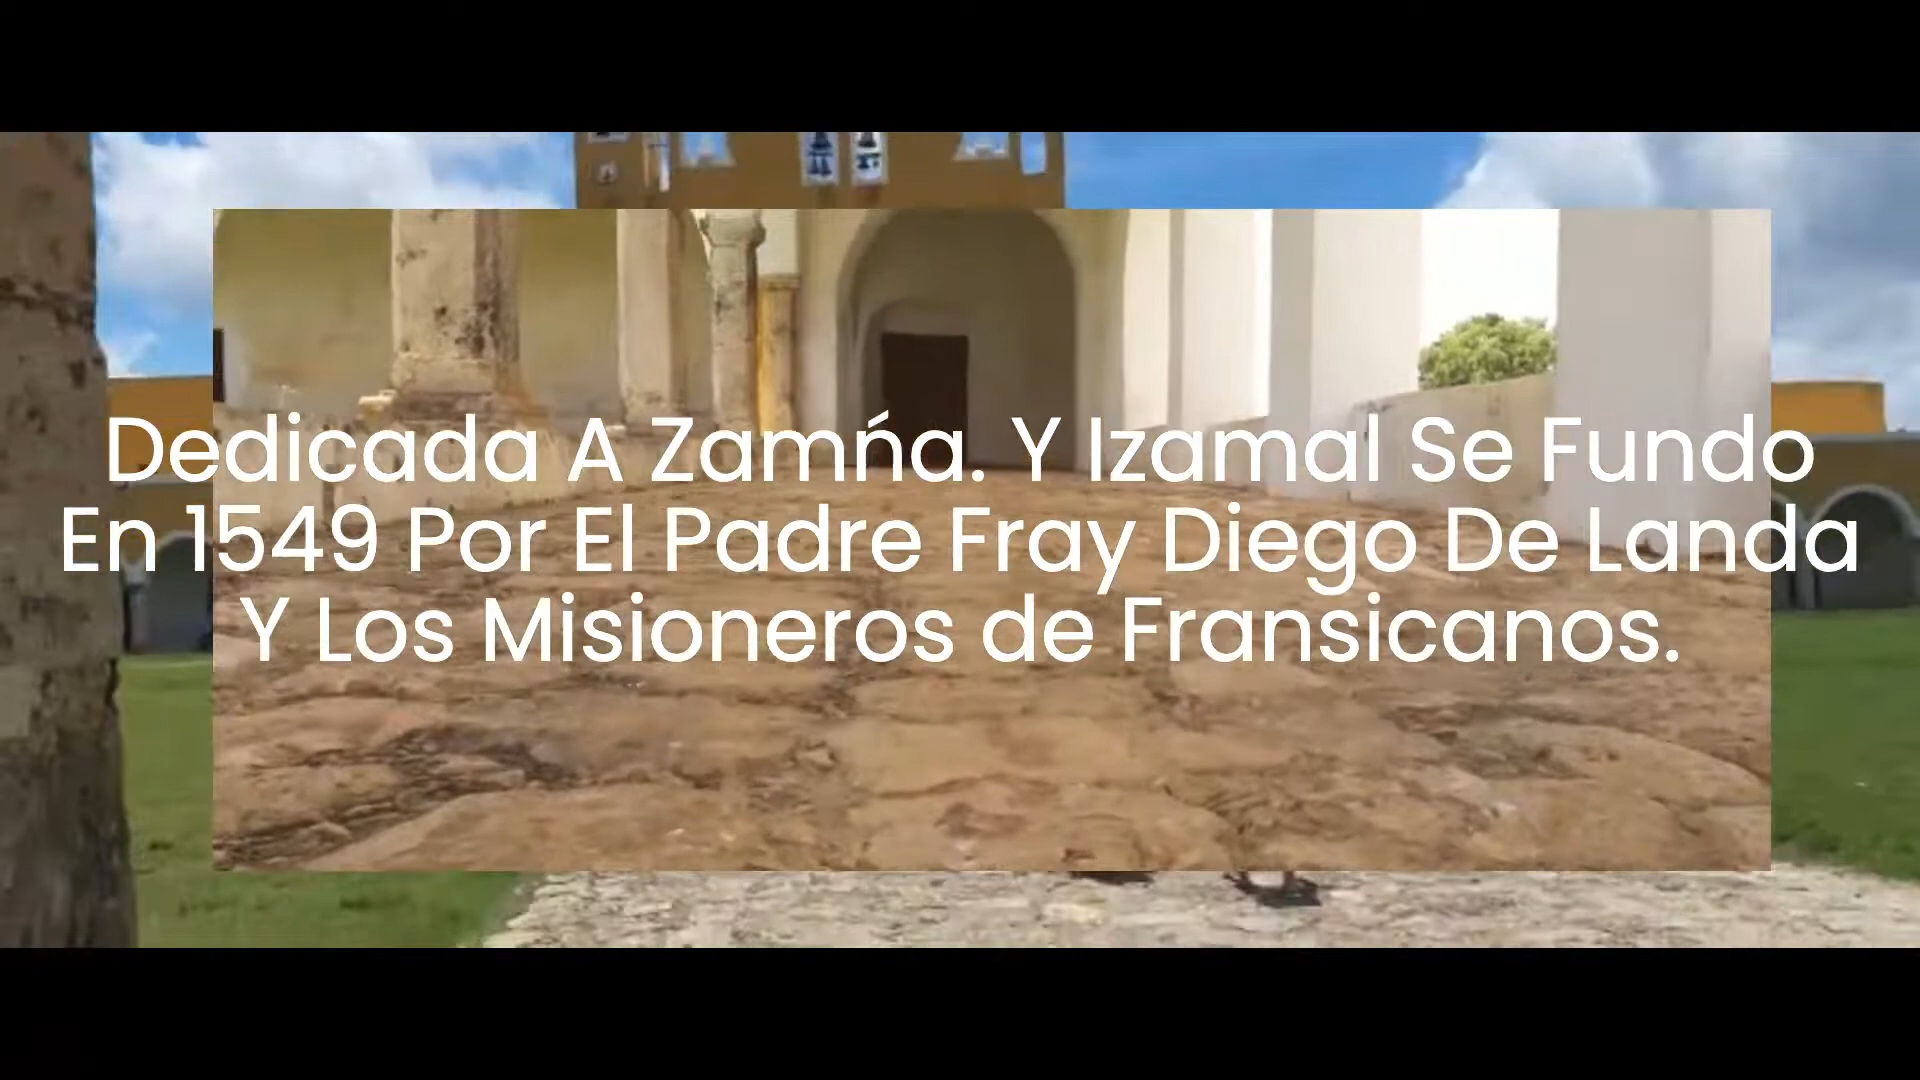 Dedicada A Zamńa. Y Izamal Se Fundo
En 1549 Por El Padre Fray Diego De Landa
Y Los Misioneros de Fransicanos.